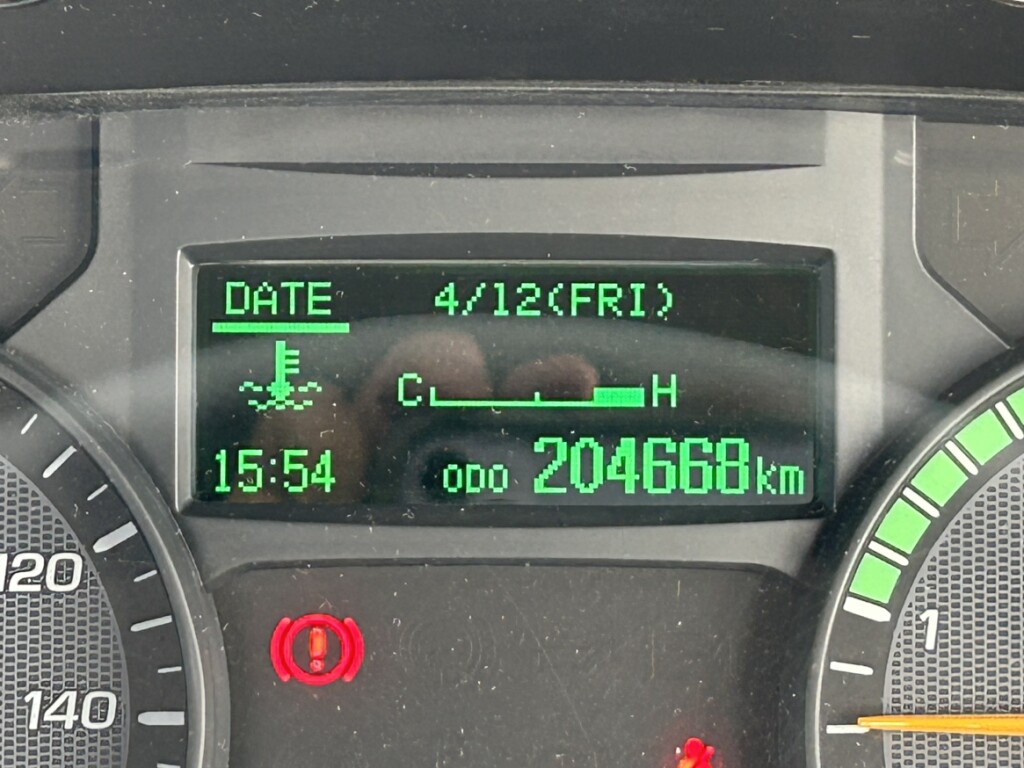 DATE 4/12(FRI)
C H
15:54 ODO 204668km
120
140
1